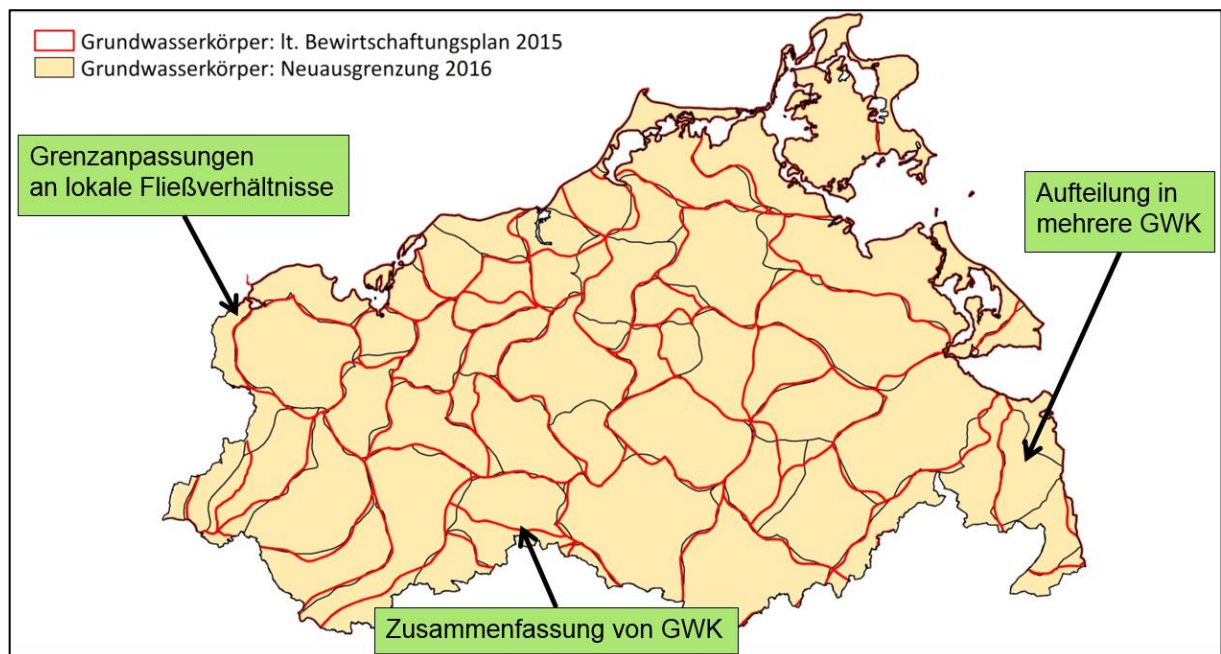 Grundwasserkörper: lt. Bewirtschaftungsplan 2015
Grundwasserkörper: Neuausgrenzung 2016
Grenzanpassungen
an lokale Fließverhältnisse
Aufteilung in
mehrere GWK
Zusammenfassung von GWK